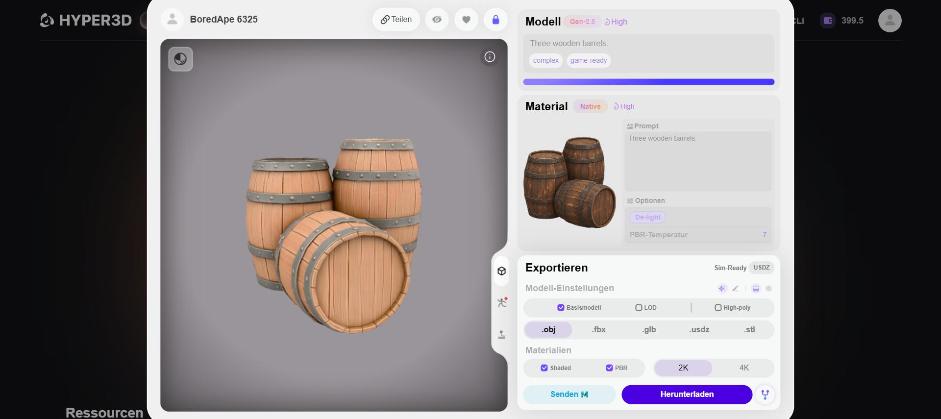 HYPER3D
BoredApe 6325
Teilen
Modell Gen-2.5 High
Three wooden barrels.
complex game ready
Material Native High
Prompt
Three wooden barrels.
Optionen
De-light
PBR-Temperatur 7
Exportieren Sim-Ready USDZ
Modell-Einstellungen
Basismodell LOD High-poly
.obj .fbx .glb .usdz .stl
Materialien
Shaded PBR 2K 4K
Senden Herunterladen
399.5
Ressourcen